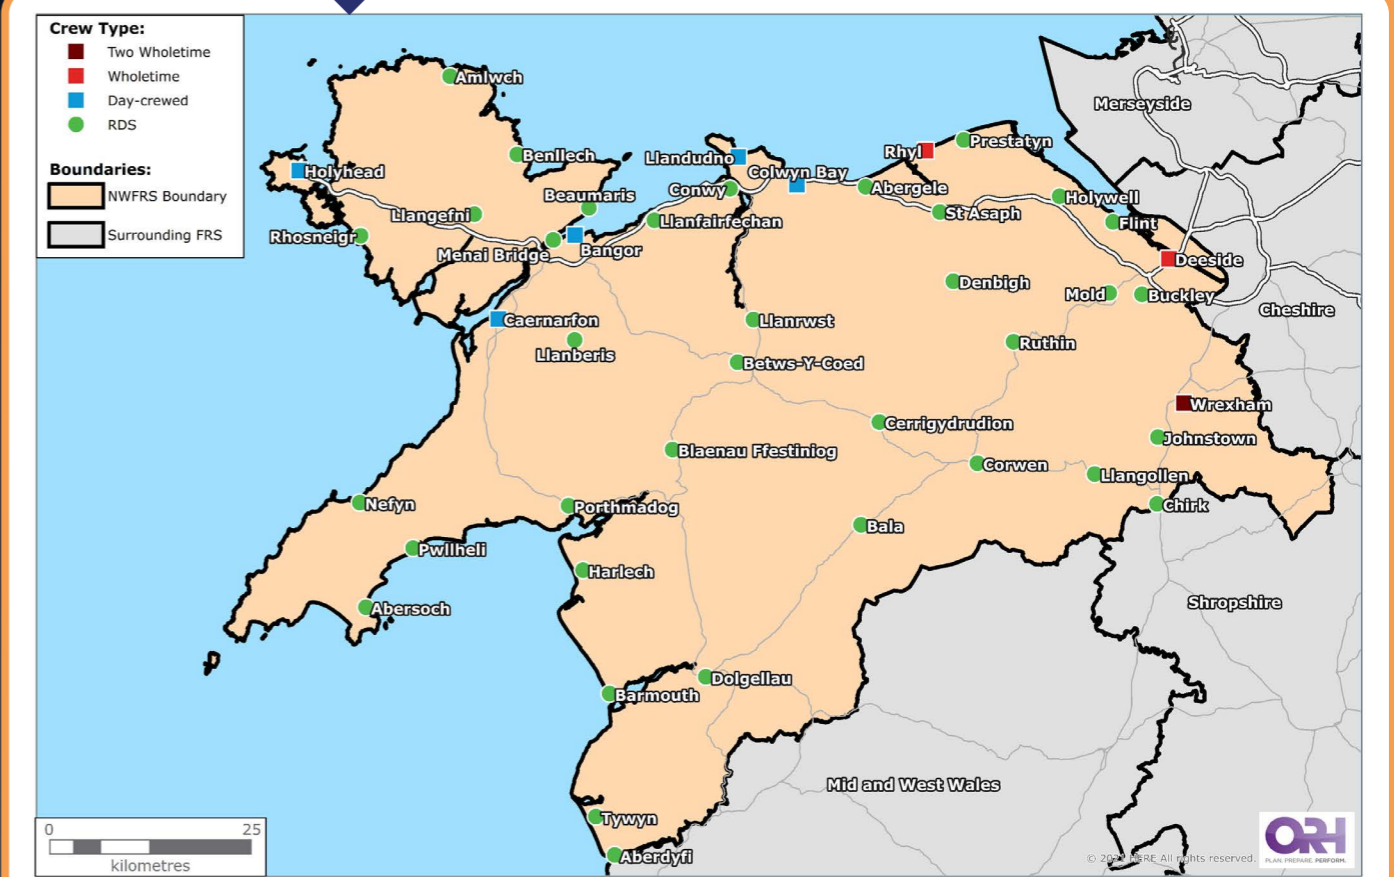 Crew Type:
Two Wholetime
Wholetime
Day-crewed
RDS
Boundaries:
NWFRS Boundary
Surrounding FRS
Amlwch
Merseyside
Prestatyn
Rhyl
Benllech
Llandudno
Colwyn Bay
Holyhead
Conwy
Abergele
Beaumaris
Holywell
Llangefni
St Asaph
Llanfairfechan
Flint
Rhosneigr
Menai Bridge
Bangor
Deeside
Denbigh
Mold
Buckley
Cheshire
Caernarfon
Llanrwst
Llanberis
Ruthin
Betws-Y-Coed
Wrexham
Cerrigydrudion
Johnstown
Blaenau Ffestiniog
Corwen
Llangollen
Nefyn
Porthmadog
Chirk
Bala
Pwllheli
Harlech
Abersoch
Shropshire
Dolgellau
Barmouth
Mid and West Wales
Tywyn
Aberdyfi
0 25
kilometres
© HERE All rights reserved.
ORH
PLAN. PREPARE. PERFORM.